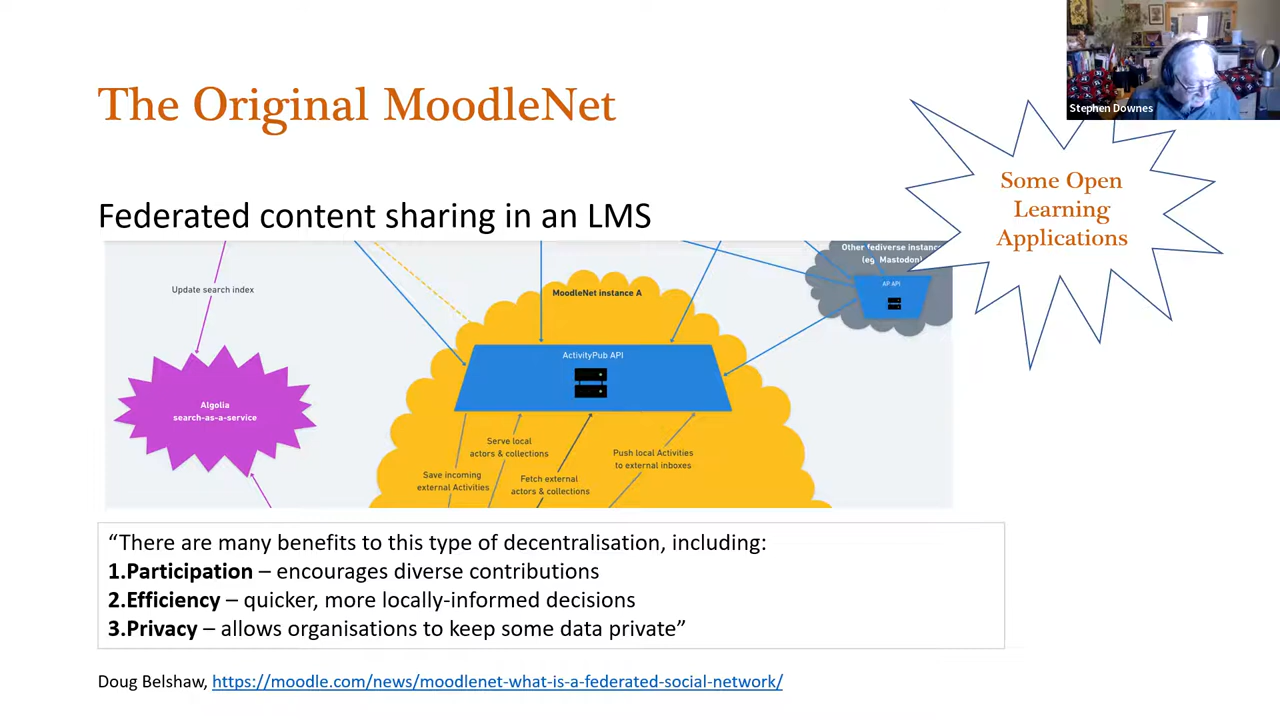 Stephen Downes
The Original MoodleNet
Some Open
Learning
Applications
Federated content sharing in an LMS
Other fediverse instanc
(eg. Mastodon)
AP API
Update search index
MoodleNet instance A
ActivityPub API
Algolia
search-as-a-service
Serve local
actors & collections
Push local Activities
to external inboxes
Save incoming
external Activities
Fetch external
actors & collections
“There are many benefits to this type of decentralisation, including:
1.Participation – encourages diverse contributions
2.Efficiency – quicker, more locally-informed decisions
3.Privacy – allows organisations to keep some data private”
Doug Belshaw, https://moodle.com/news/moodlenet-what-is-a-federated-social-network/